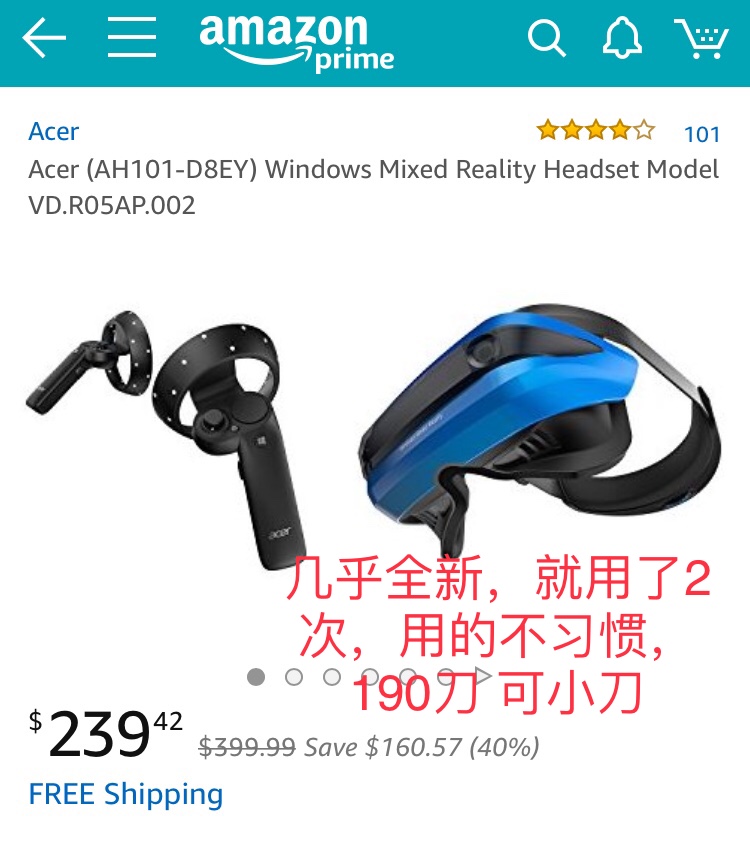 amazon
prime
Acer
101
Acer (AH101-D8EY) Windows Mixed Reality Headset Model
VD.R05AP.002
acer
几乎全新，就用了2
次，用的不习惯，
190刀 可小刀
$239.42
$399.99 Save $160.57 (40%)
FREE Shipping